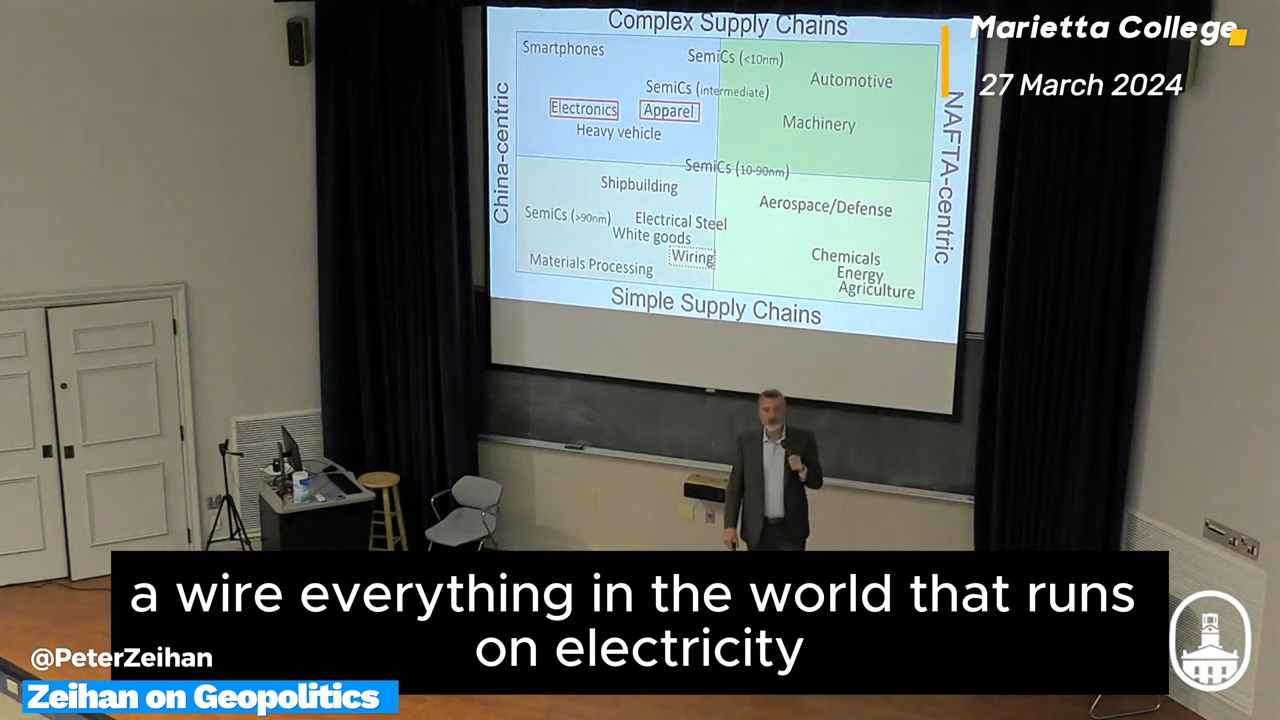 Complex Supply Chains
Marietta College
27 March 2024
Smartphones
SemiCs (<10nm)
Automotive
SemiCs (intermediate)
Electronics
Apparel
Machinery
Heavy vehicle
China-centric
NAFTA-centric
SemiCs (10-90nm)
Shipbuilding
Aerospace/Defense
SemiCs (>90nm)
Electrical Steel
White goods
Wiring
Chemicals
Energy
Agriculture
Materials Processing
Simple Supply Chains
a wire everything in the world that runs
on electricity
@PeterZeihan
Zeihan on Geopolitics